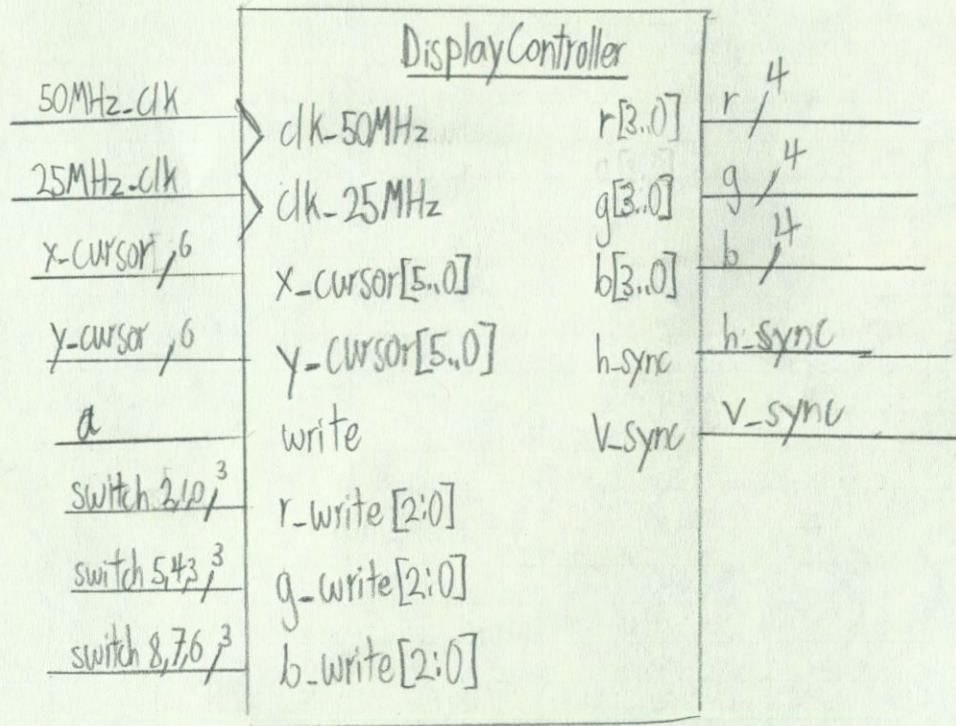 DisplayController
50MHz_clk
clk_50MHz
r[3..0]
r 4
25MHz_clk
clk_25MHz
g[3..0]
g 4
x-cursor 6
x_cursor[5..0]
b[3..0]
b 4
y-cursor 6
y_cursor[5..0]
h_sync
h_sync
a
write
v_sync
v_sync
switch 2,1,0 3
r_write[2:0]
switch 5,4,3 3
g_write[2:0]
switch 8,7,6 3
b_write[2:0]